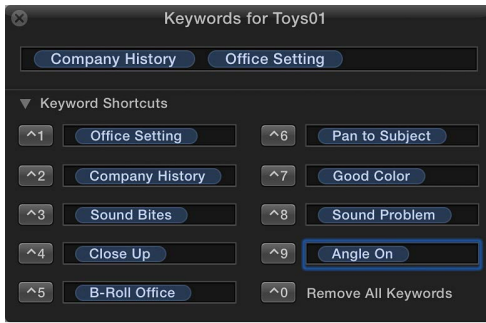 Keywords for Toys01
Company History Office Setting
Keyword Shortcuts
^1 Office Setting ^6 Pan to Subject
^2 Company History ^7 Good Color
^3 Sound Bites ^8 Sound Problem
^4 Close Up ^9 Angle On
^5 B-Roll Office ^0 Remove All Keywords